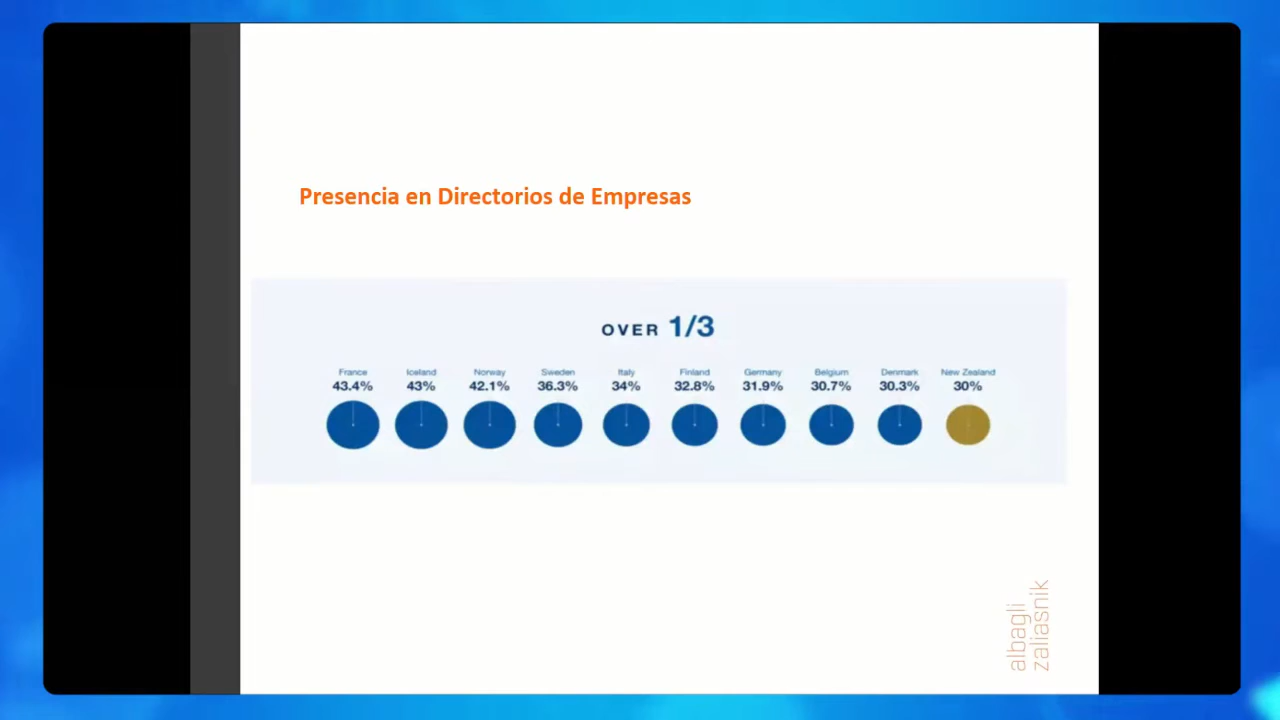 Presencia en Directorios de Empresas
OVER 1/3
France Iceland Norway Sweden Italy Finland Germany Belgium Denmark New Zealand
43.4% 43% 42.1% 36.3% 34% 32.8% 31.9% 30.7% 30.3% 30%
albagli
zaliasnik